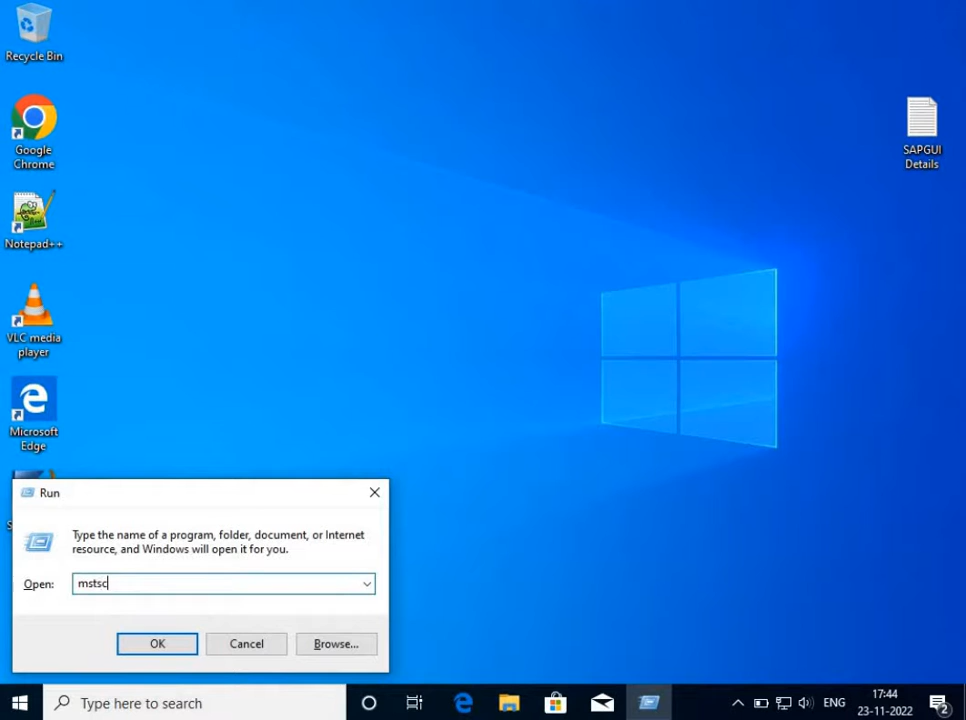 Recycle Bin
Google
Chrome
Notepad++
VLC media
player
Microsoft
Edge
SAPGUI
Details
Run
Type the name of a program, folder, document, or Internet
resource, and Windows will open it for you.
Open:
mstsc
OK
Cancel
Browse...
Type here to search
ENG
17:44
23-11-2022
2